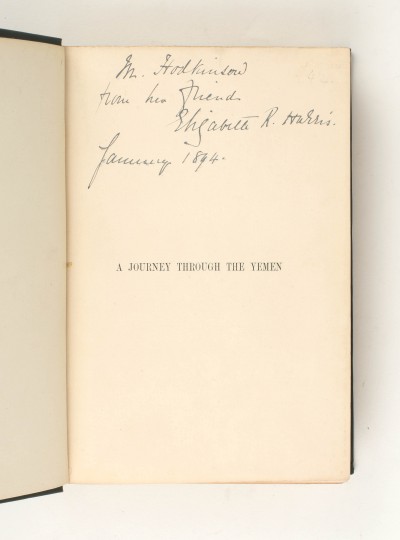 Mr. Hodkinson
from his friend
Elizabeth R. Harris.
January 1894.
A JOURNEY THROUGH THE YEMEN